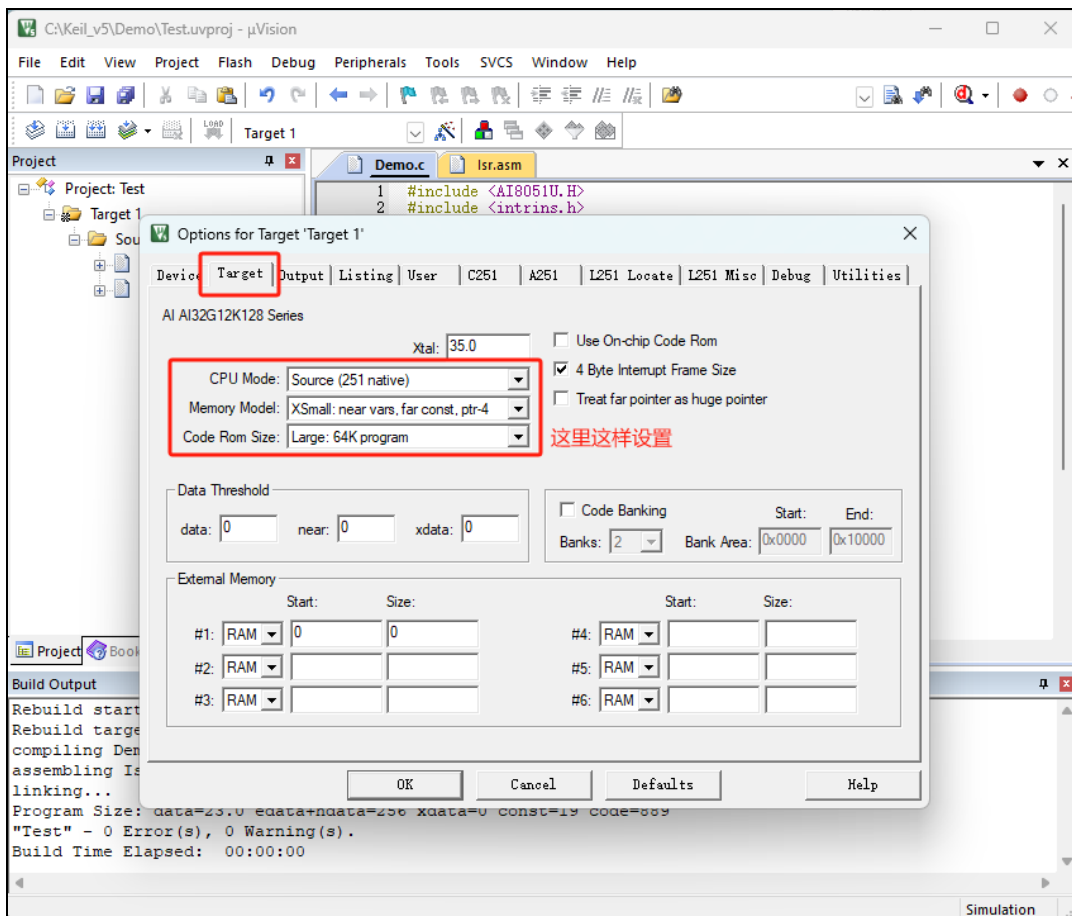 C:\Keil_v5\Demo\Test.uvproj - µVision
File Edit View Project Flash Debug Peripherals Tools SVCS Window Help
LOAD
Target 1
Project
Demo.c Isr.asm
Project: Test
1 #include <AI8051U.H>
Target 1
2 #include <intrins.h>
Options for Target 'Target 1'
Sou
Device Target Output Listing User C251 A251 L251 Locate L251 Misc Debug Utilities
AI AI32G12K128 Series
Xtal: 35.0
Use On-chip Code Rom
CPU Mode: Source (251 native)
4 Byte Interrupt Frame Size
Memory Model: XSmall: near vars, far const, ptr-4
Treat far pointer as huge pointer
Code Rom Size: Large: 64K program
这里这样设置
Data Threshold
data: 0 near: 0 xdata: 0
Code Banking Start: End:
Banks: 2 Bank Area: 0x0000 0x10000
External Memory
Start: Size: Start: Size:
#1: RAM 0 0 #4: RAM
#2: RAM #5: RAM
#3: RAM #6: RAM
Project Book
Build Output
OK Cancel Defaults Help
Rebuild start
Rebuild targe
compiling Dem
assembling Is
linking...
Program Size: data=23.0 edata+hdata=256 xdata=0 const=19 code=889
"Test" - 0 Error(s), 0 Warning(s).
Build Time Elapsed: 00:00:00
Simulation